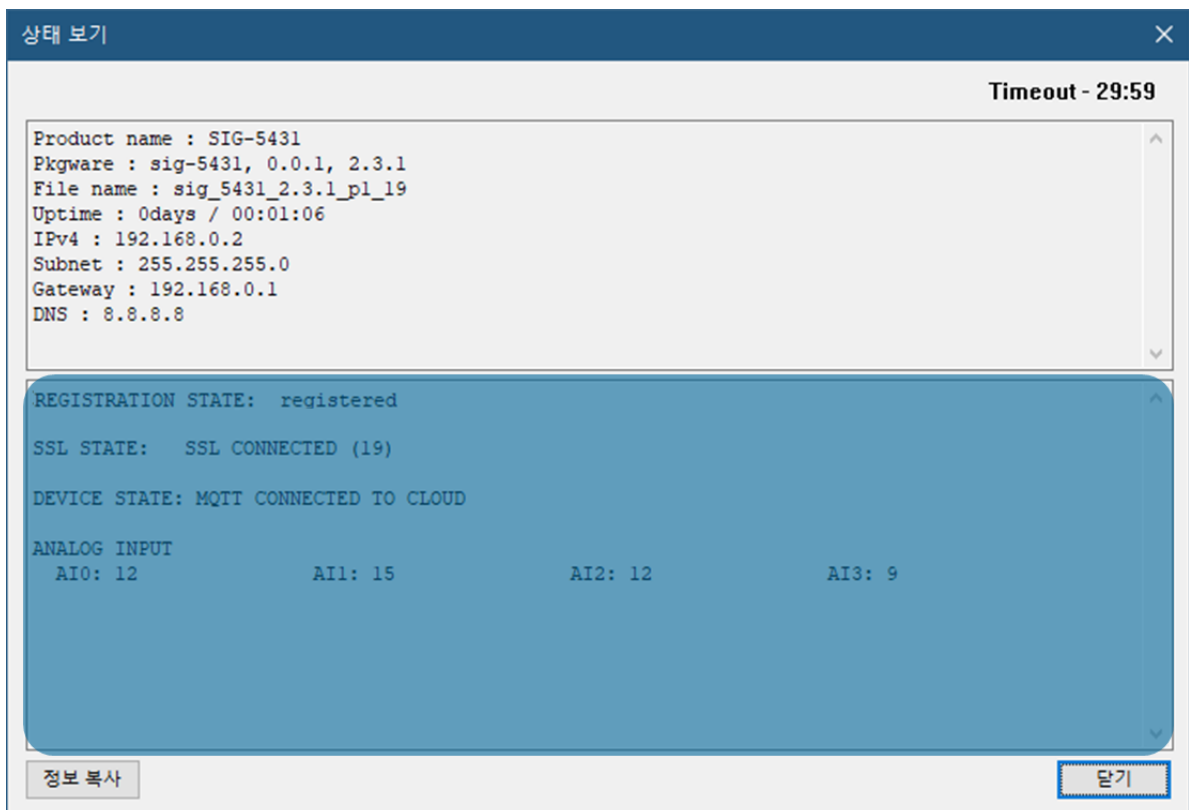 상태 보기
Timeout - 29:59
Product name : SIG-5431
Pkgware : sig-5431, 0.0.1, 2.3.1
File name : sig_5431_2.3.1_p1_19
Uptime : 0days / 00:01:06
IPv4 : 192.168.0.2
Subnet : 255.255.255.0
Gateway : 192.168.0.1
DNS : 8.8.8.8
REGISTRATION STATE: registered
SSL STATE: SSL CONNECTED (19)
DEVICE STATE: MQTT CONNECTED TO CLOUD
ANALOG INPUT
AI0: 12 AI1: 15 AI2: 12 AI3: 9
정보 복사 닫기